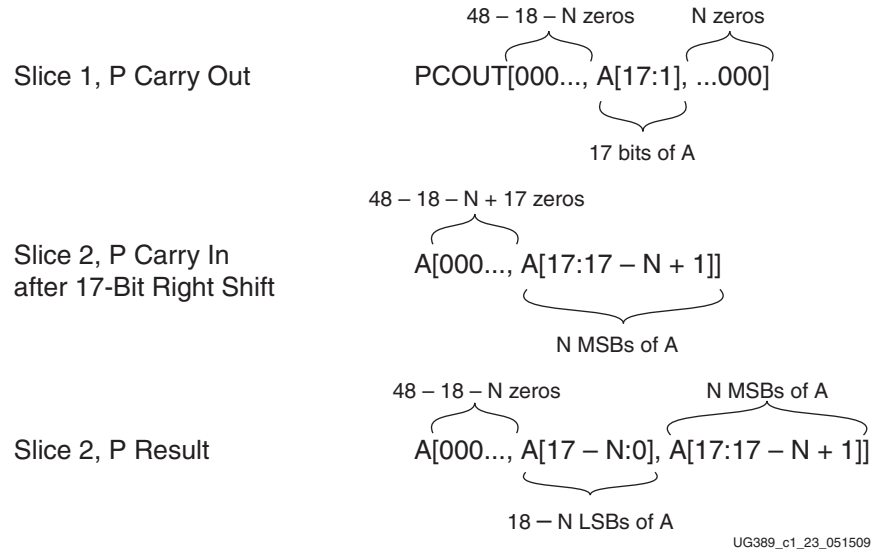 48 – 18 – N zeros
N zeros
Slice 1, P Carry Out
PCOUT[000..., A[17:1], ...000]
17 bits of A
48 – 18 – N + 17 zeros
Slice 2, P Carry In
after 17-Bit Right Shift
A[000..., A[17:17 – N + 1]]
N MSBs of A
48 – 18 – N zeros
N MSBs of A
Slice 2, P Result
A[000..., A[17 – N:0], A[17:17 – N + 1]]
18 – N LSBs of A
UG389_c1_23_051509